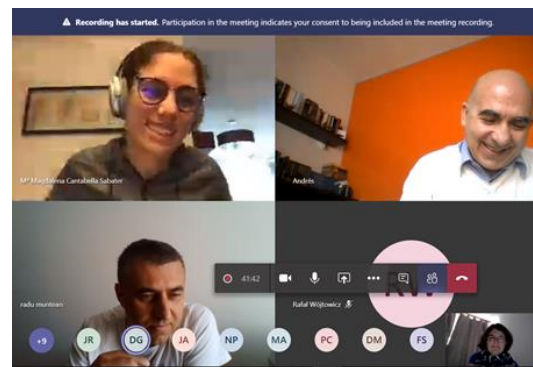 Recording has started. Participation in the meeting indicates your consent to being included in the meeting recording.
Mª Magdalena Cantabella Sabater
Andrés
41:42
radu muntean
Rafał Wójtowicz
+9
JR
DG
JA
NP
MA
PC
DM
FS